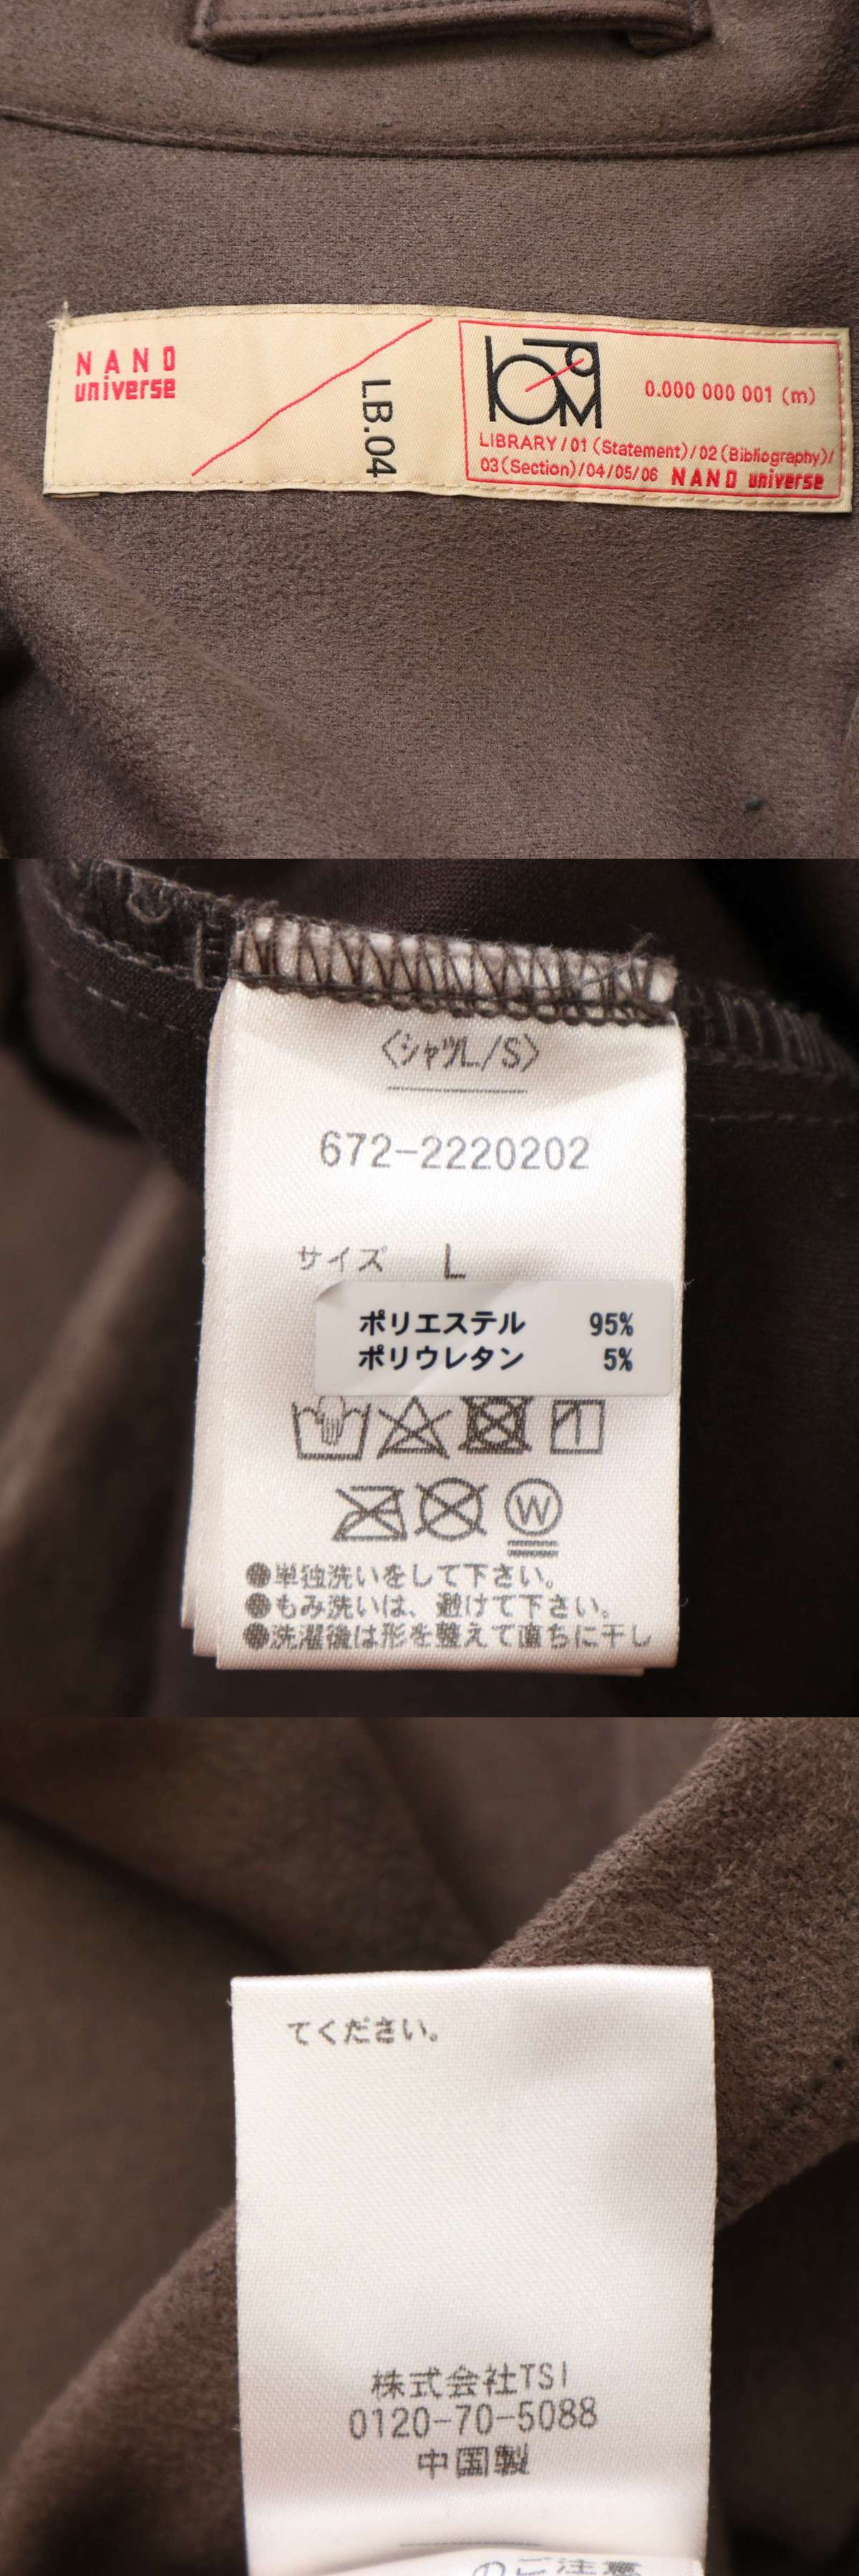 NANO
universe
LB.04
0.000 000 001 (m)
LIBRARY/01 (Statement)/02 (Bibliography)/
03(Section)/04/05/06 NANO universe
〈シャツL/S〉
672-2220202
サイズ L
ポリエステル 95%
ポリウレタン 5%
W
●単独洗いをして下さい。
●もみ洗いは、避けて下さい。
●洗濯後は形を整えて直ちに干し
てください。
株式会社TSI
0120-70-5088
中国製
のご注意